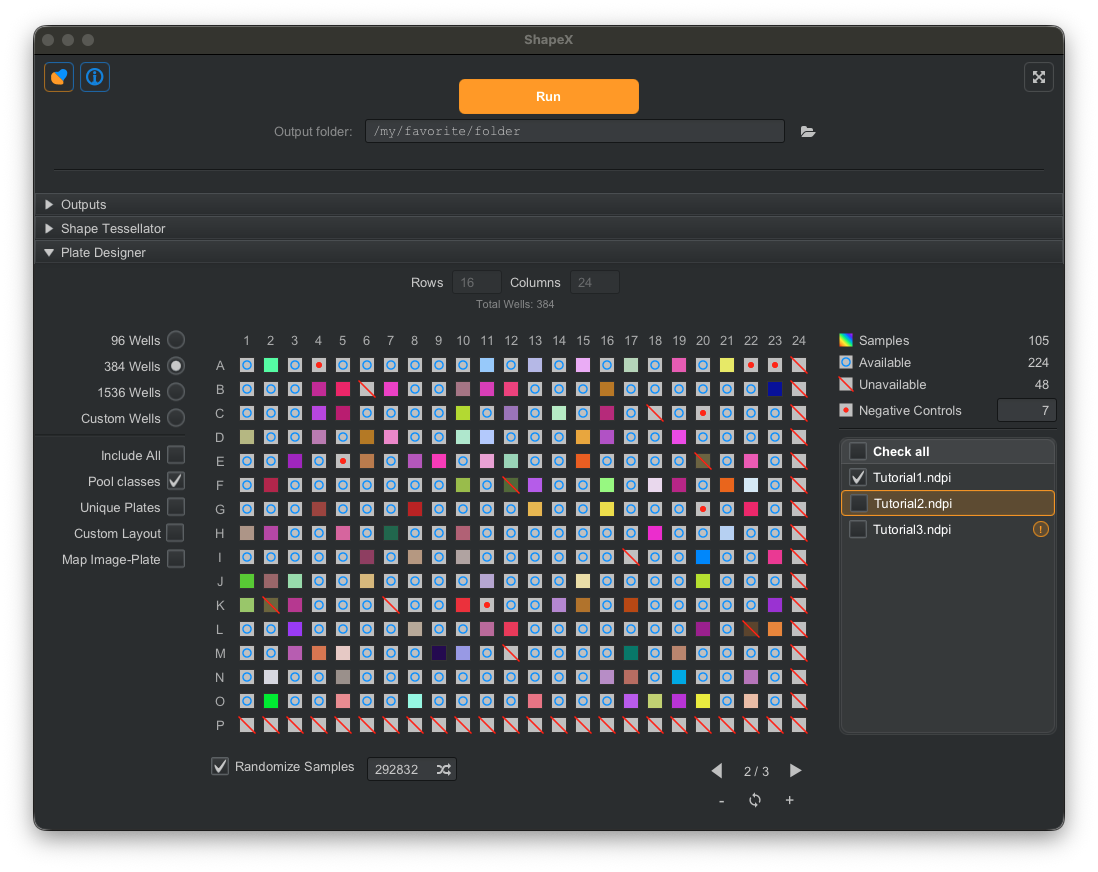 ShapeX
Run
Output folder: /my/favorite/folder
Outputs
Shape Tessellator
Plate Designer
Rows 16 Columns 24
Total Wells: 384
96 Wells
384 Wells
1536 Wells
Custom Wells
Include All
Pool classes
Unique Plates
Custom Layout
Map Image-Plate
1 2 3 4 5 6 7 8 9 10 11 12 13 14 15 16 17 18 19 20 21 22 23 24
A
B
C
D
E
F
G
H
I
J
K
L
M
N
O
P
Samples 105
Available 224
Unavailable 48
Negative Controls 7
Check all
Tutorial1.ndpi
Tutorial2.ndpi
Tutorial3.ndpi !
Randomize Samples 292832
2 / 3
- +